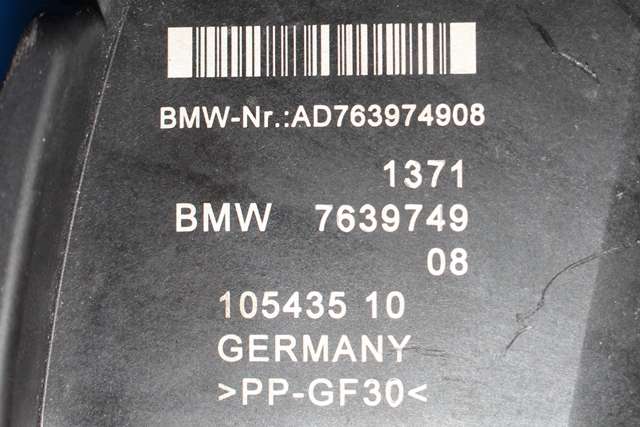 BMW-Nr.:AD763974908
1371
BMW 7639749
08
105435 10
GERMANY
>PP-GF30<